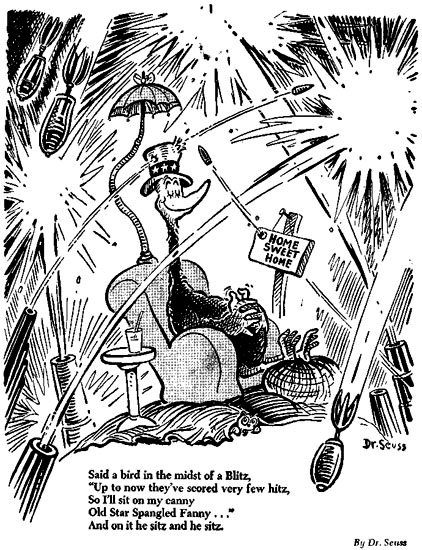 HOME
SWEET
HOME
Dr. Seuss
Said a bird in the midst of a Blitz,
"Up to now they've scored very few hitz,
So I'll sit on my canny
Old Star Spangled Fanny . . ."
And on it he sitz and he sitz.
By Dr. Seuss